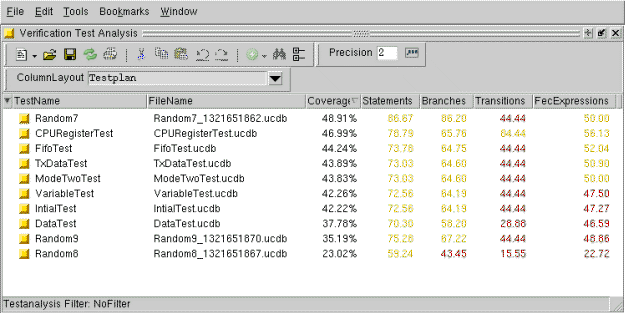 File Edit Tools Bookmarks Window
Verification Test Analysis
Precision 2
ColumnLayout Testplan
TestName FileName Coverage Statements Branches Transitions FecExpressions
Random7 Random7_1321651862.ucdb 48.91% 66.67 66.20 44.44 50.00
CPURegisterTest CPURegisterTest.ucdb 46.99% 78.79 65.76 64.44 56.13
FifoTest FifoTest.ucdb 44.24% 73.78 64.75 44.44 52.04
TxDataTest TxDataTest.ucdb 43.89% 73.03 64.60 44.44 50.90
ModeTwoTest ModeTwoTest.ucdb 43.83% 73.03 64.60 44.44 50.00
VariableTest VariableTest.ucdb 42.26% 72.56 64.19 44.44 47.50
IntialTest IntialTest.ucdb 42.22% 72.56 64.19 44.44 47.27
DataTest DataTest.ucdb 37.78% 70.30 58.20 28.88 46.59
Random9 Random9_1321651870.ucdb 35.19% 75.28 67.22 44.44 48.86
Random8 Random8_1321651867.ucdb 23.02% 59.24 43.45 15.55 22.72
Testanalysis Filter: NoFilter